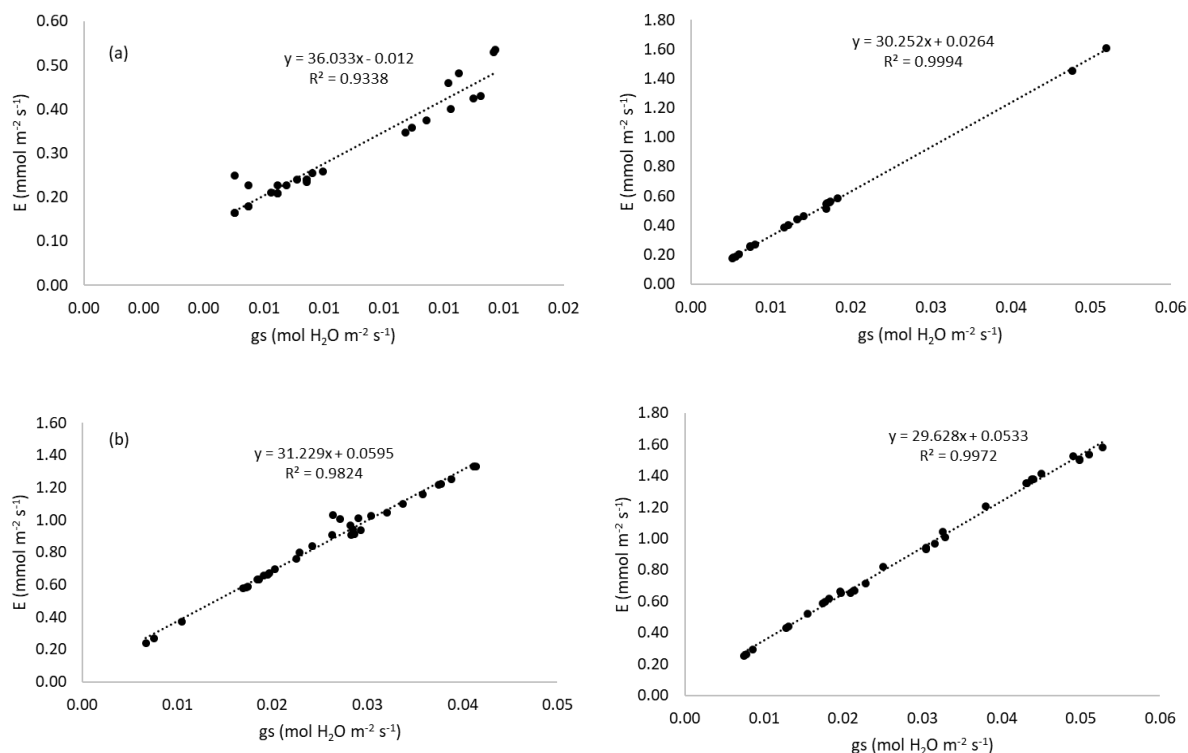 (a)
y = 36.033x - 0.012
R² = 0.9338
E (mmol m⁻² s⁻¹)
0.60
0.50
0.40
0.30
0.20
0.10
0.00
0.00 0.00 0.00 0.01 0.01 0.01 0.01 0.01 0.02
gs (mol H₂O m⁻² s⁻¹)
y = 30.252x + 0.0264
R² = 0.9994
E (mmol m⁻² s⁻¹)
1.80
1.60
1.40
1.20
1.00
0.80
0.60
0.40
0.20
0.00
0.00 0.01 0.02 0.03 0.04 0.05 0.06
gs (mol H₂O m⁻² s⁻¹)
(b)
y = 31.229x + 0.0595
R² = 0.9824
E (mmol m⁻² s⁻¹)
1.60
1.40
1.20
1.00
0.80
0.60
0.40
0.20
0.00
0.00 0.01 0.02 0.03 0.04 0.05
gs (mol H₂O m⁻² s⁻¹)
y = 29.628x + 0.0533
R² = 0.9972
E (mmol m⁻² s⁻¹)
1.80
1.60
1.40
1.20
1.00
0.80
0.60
0.40
0.20
0.00
0.00 0.01 0.02 0.03 0.04 0.05 0.06
gs (mol H₂O m⁻² s⁻¹)